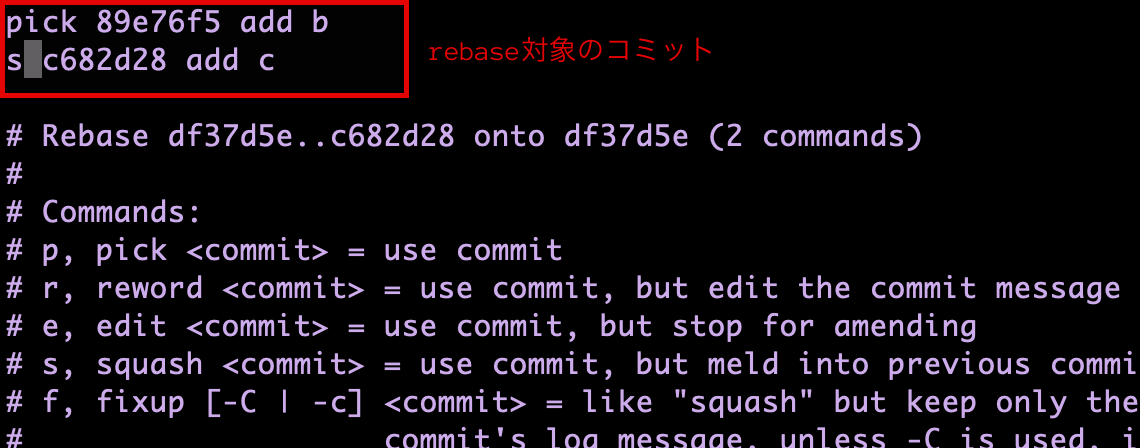 pick 89e76f5 add b
s c682d28 add c
rebase対象のコミット
# Rebase df37d5e..c682d28 onto df37d5e (2 commands)
#
# Commands:
# p, pick <commit> = use commit
# r, reword <commit> = use commit, but edit the commit message
# e, edit <commit> = use commit, but stop for amending
# s, squash <commit> = use commit, but meld into previous commi
# f, fixup [-C | -c] <commit> = like "squash" but keep only the
# commit's log message, unless -C is used, i